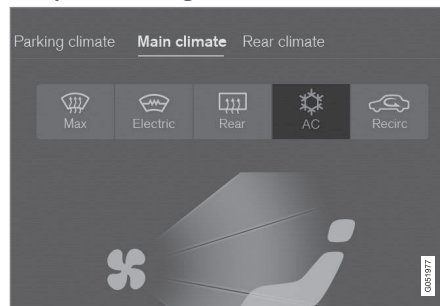 Parking climate Main climate Rear climate
Max Electric Rear AC Recirc
G051977